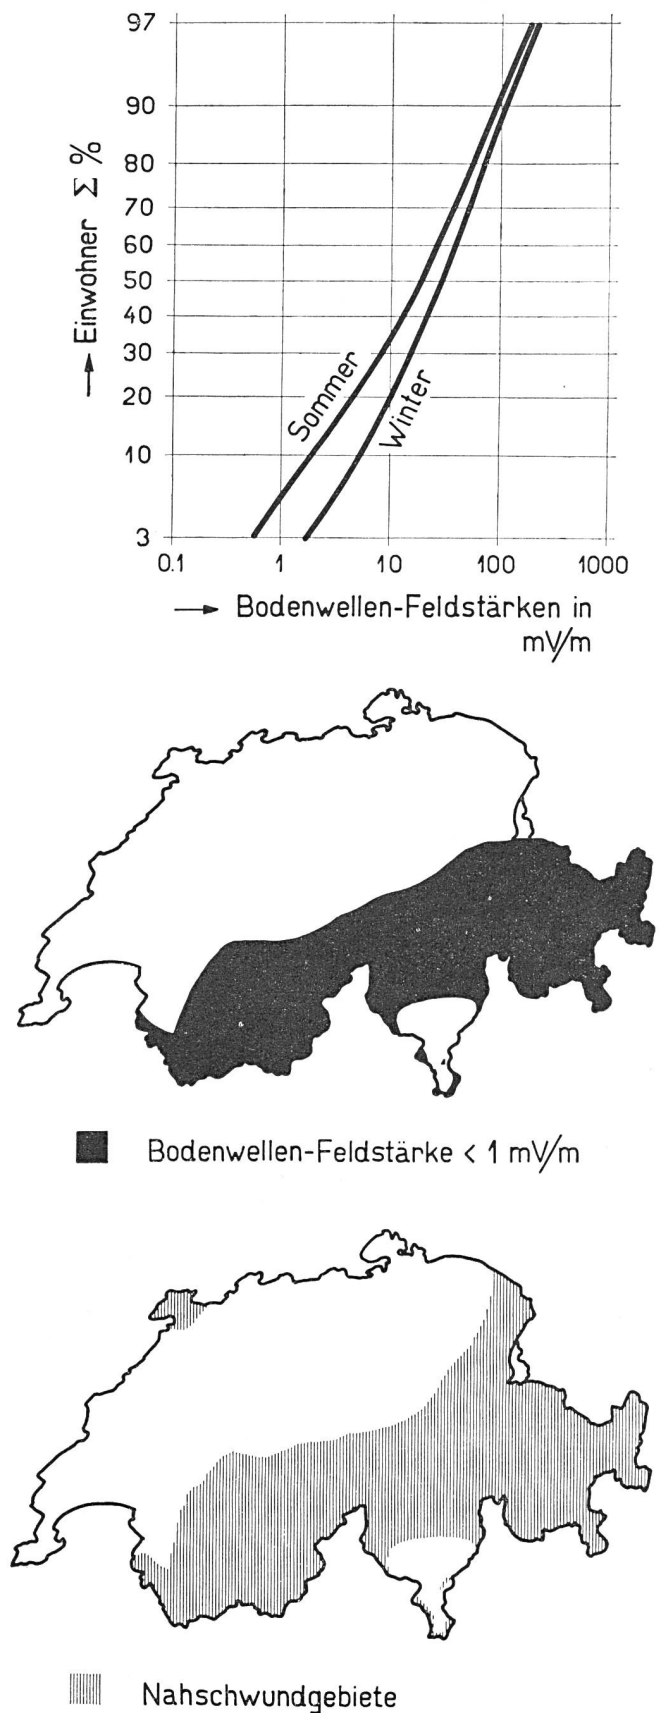 97
90
80
70
60
50
40
30
20
10
3
→ Einwohner Σ %
Sommer
Winter
0.1 1 10 100 1000
→ Bodenwellen-Feldstärken in
mV/m
Bodenwellen-Feldstärke < 1 mV/m
Nahschwundgebiete